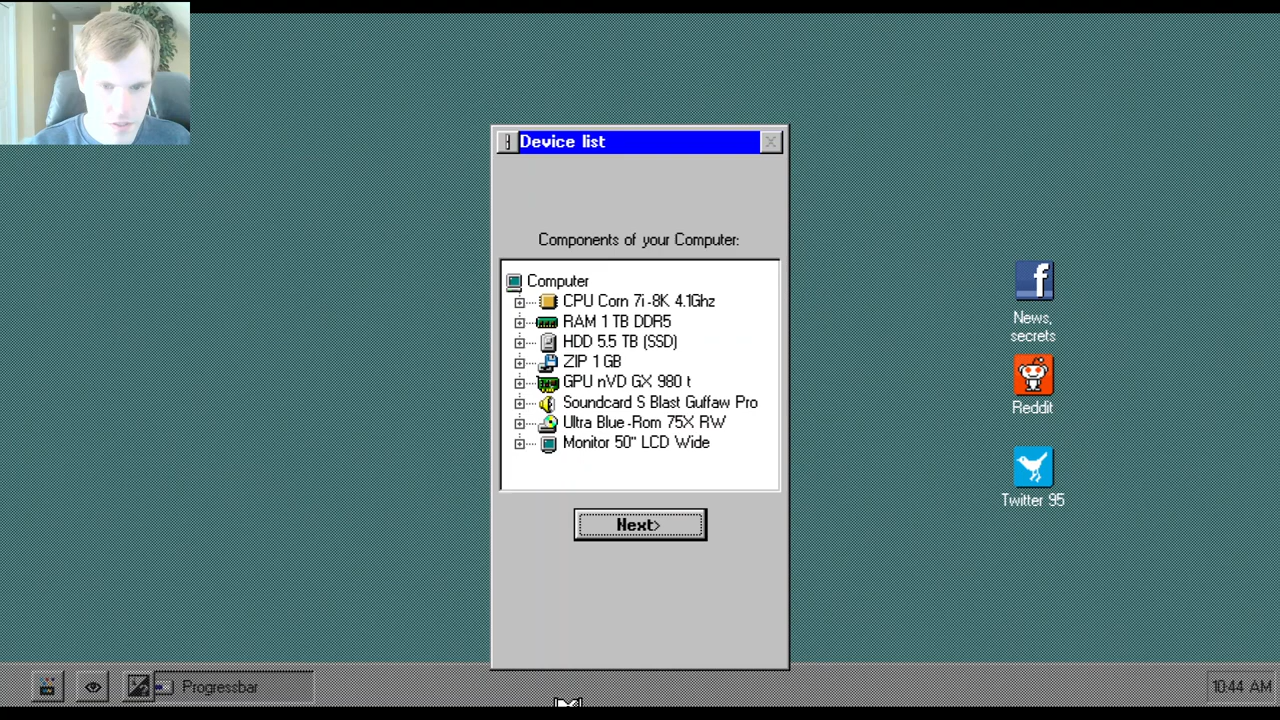 Device list
Components of your Computer:
Computer
CPU Corn 7i-8K 4.1Ghz
RAM 1 TB DDR5
HDD 5.5 TB (SSD)
ZIP 1 GB
GPU nVD GX 980 t
Soundcard S Blast Guffaw Pro
Ultra Blue-Rom 75X RW
Monitor 50" LCD Wide
Next>
News,
secrets
Reddit
Twitter 95
Progressbar
10:44 AM